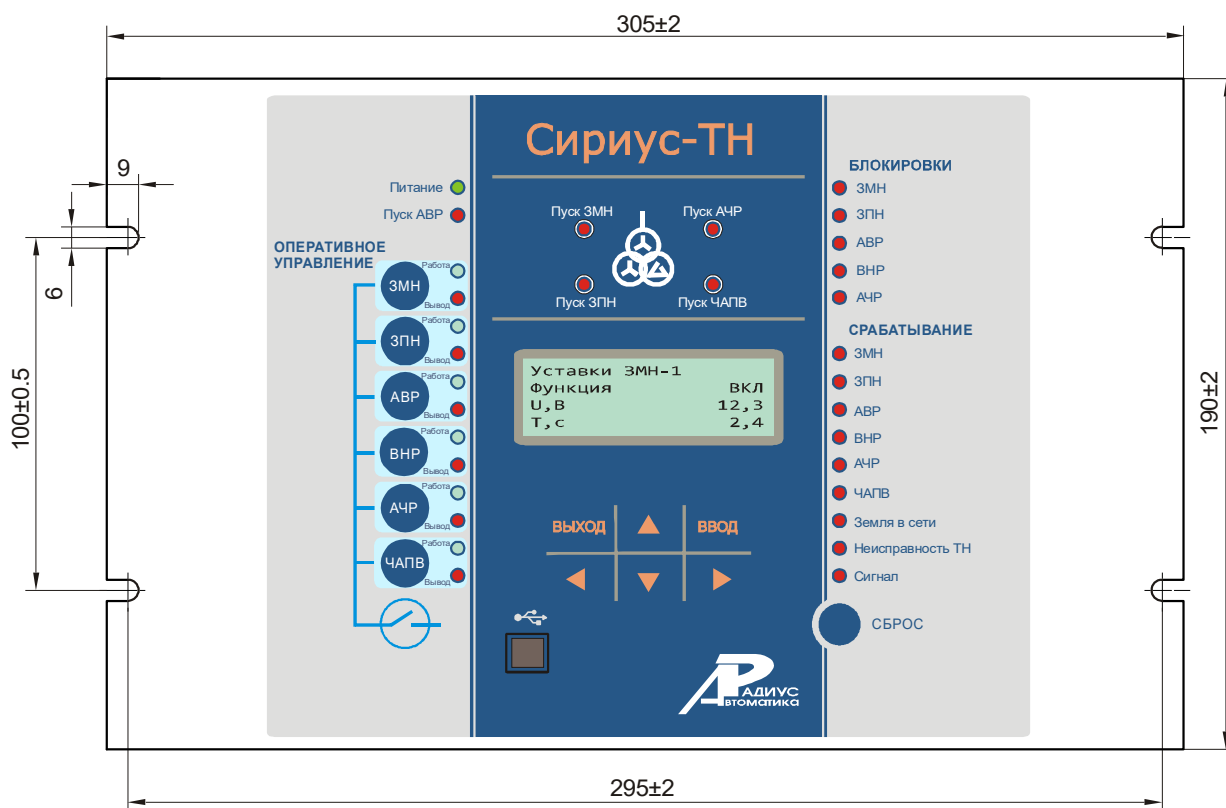 305±2
Сириус-ТН
9
БЛОКИРОВКИ
Питание
Пуск АВР
ЗМН
ЗПН
АВР
ВНР
АЧР
Пуск ЗМН
Пуск АЧР
Пуск ЗПН
Пуск ЧАПВ
ОПЕРАТИВНОЕ
УПРАВЛЕНИЕ
ЗМН
Работа
Вывод
ЗПН
Работа
Вывод
АВР
Работа
Вывод
ВНР
Работа
Вывод
АЧР
Работа
Вывод
ЧАПВ
Работа
Вывод
6
100±0.5
190±2
СРАБАТЫВАНИЕ
ЗМН
ЗПН
АВР
ВНР
АЧР
ЧАПВ
Земля в сети
Неисправность ТН
Сигнал
Уставки ЗМН-1
Функция ВКЛ
U,В 12,3
Т,с 2,4
ВЫХОД
ВВОД
СБРОС
РАДИУС
Автоматика
295±2